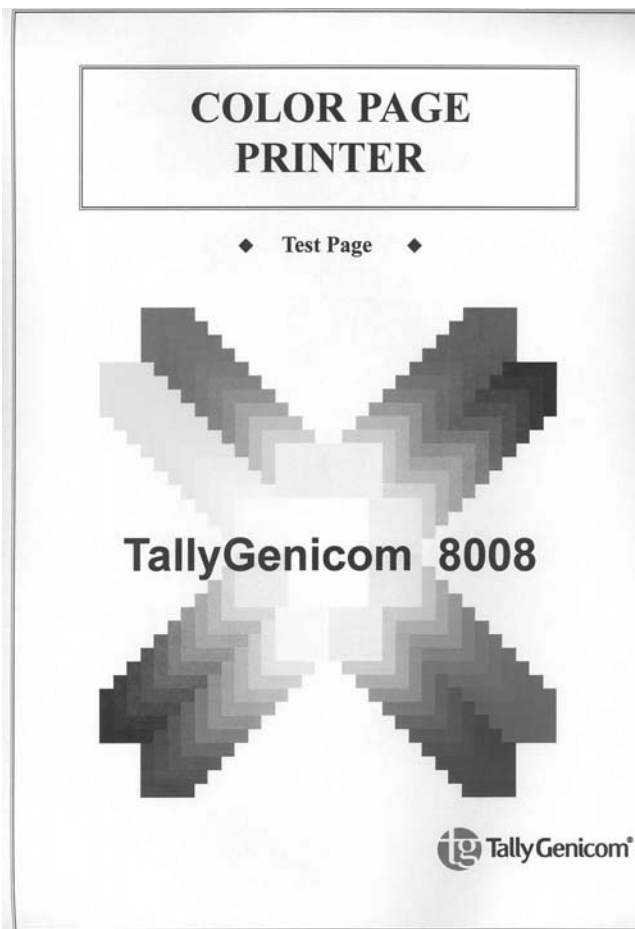 COLOR PAGE
PRINTER
◆ Test Page ◆
TallyGenicom 8008
tg TallyGenicom®